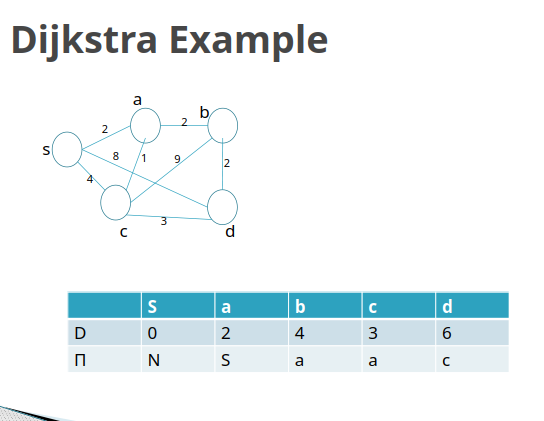 Dijkstra Example
a
b
2
2
s
8
1
9
2
4
3
c
d
S a b c d
D 0 2 4 3 6
Π N S a a c